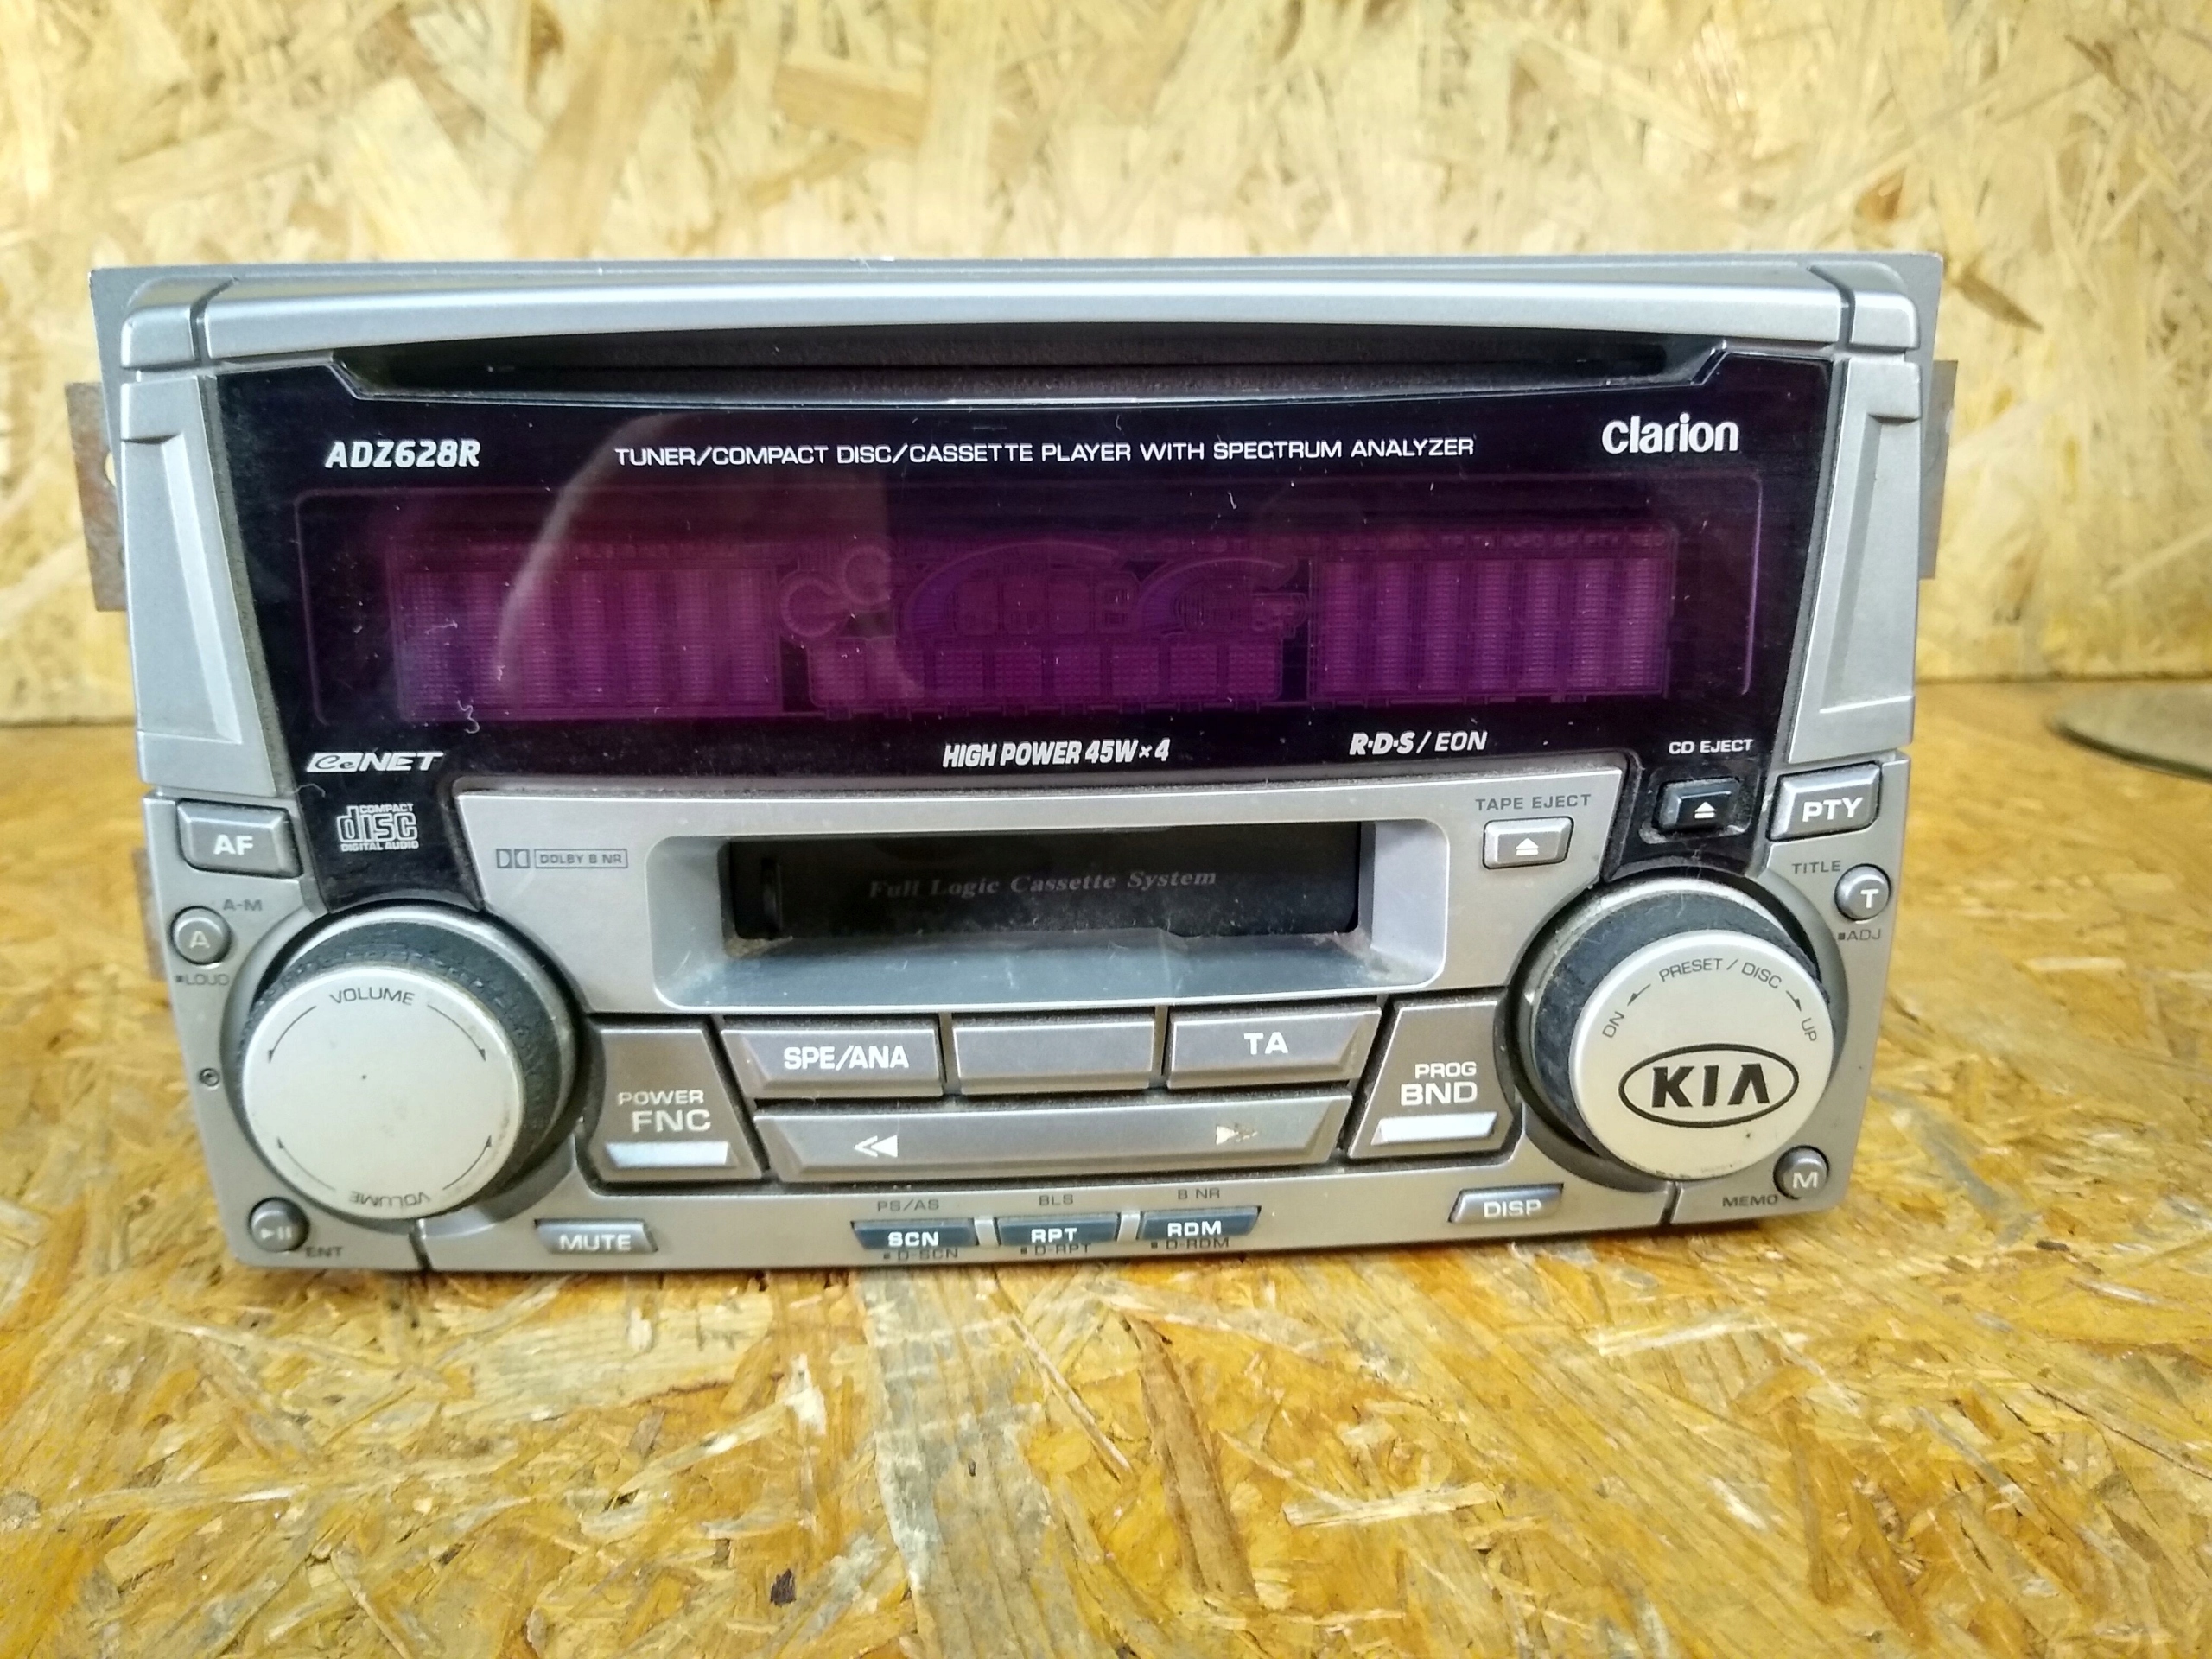 ADZ628R
TUNER/COMPACT DISC/CASSETTE PLAYER WITH SPECTRUM ANALYZER
clarion
CeNET
HIGH POWER 45W×4
R·D·S/EON
CD EJECT
COMPACT
disc
DIGITAL AUDIO
DOLBY B NR
Full Logic Cassette System
TAPE EJECT
AF
PTY
A-M
A
■LOUD
TITLE
T
■ADJ
VOLUME
VOLUME
PRESET / DISC
DN
UP
KIA
SPE/ANA
TA
POWER
FNC
PROG
BND
ENT
MUTE
PS/AS
SCN
■D-SCN
BLS
RPT
■D-RPT
B NR
RDM
■D-RDM
DISP
MEMO
M